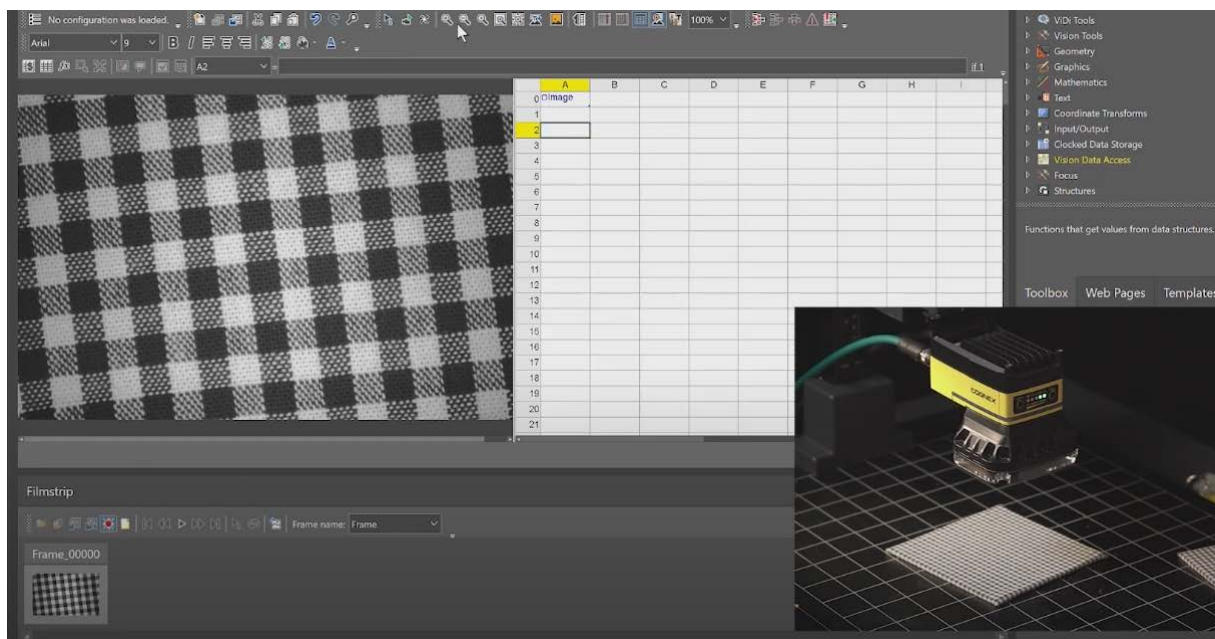 No configuration was loaded.
100%
Arial
9
A2
=
A B C D E F G H I
0 Image
1
2
3
4
5
6
7
8
9
10
11
12
13
14
15
16
17
18
19
20
21
ViDi Tools
Vision Tools
Geometry
Graphics
Mathematics
Text
Coordinate Transforms
Input/Output
Clocked Data Storage
Vision Data Access
Focus
Structures
Functions that get values from data structures.
Toolbox Web Pages Templates
COGNEX
Filmstrip
Frame name: Frame
Frame_00000